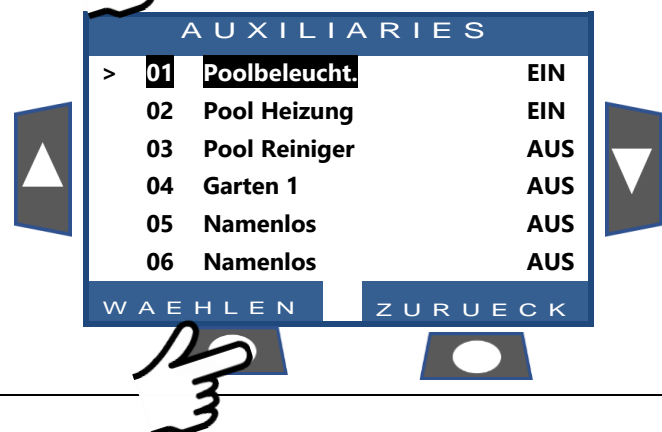 AUXILIARIES
> 01 Poolbeleucht. EIN
02 Pool Heizung EIN
03 Pool Reiniger AUS
04 Garten 1 AUS
05 Namenlos AUS
06 Namenlos AUS
WAEHLEN ZURUECK